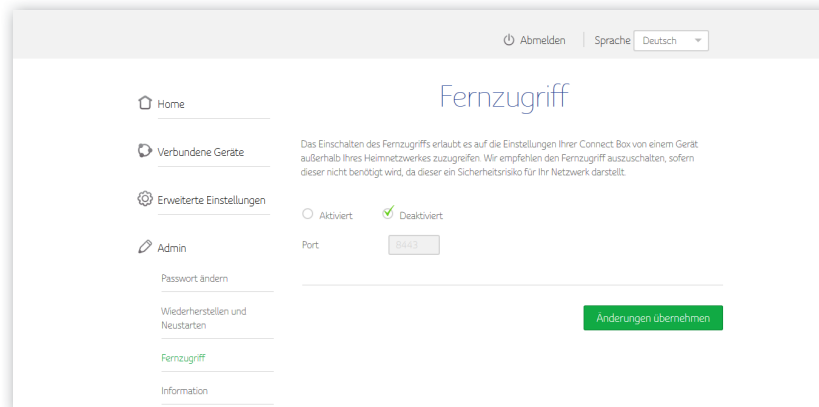 Abmelden
Sprache Deutsch
Home
Verbundene Geräte
Erweiterte Einstellungen
Admin
Passwort ändern
Wiederherstellen und
Neustarten
Fernzugriff
Information
Fernzugriff
Das Einschalten des Fernzugriffs erlaubt es auf die Einstellungen Ihrer Connect Box von einem Gerät
außerhalb Ihres Heimnetzwerkes zuzugreifen. Wir empfehlen den Fernzugriff auszuschalten, sofern
dieser nicht benötigt wird, da dieser ein Sicherheitsrisiko für Ihr Netzwerk darstellt.
Aktiviert Deaktiviert
Port 8443
Änderungen übernehmen